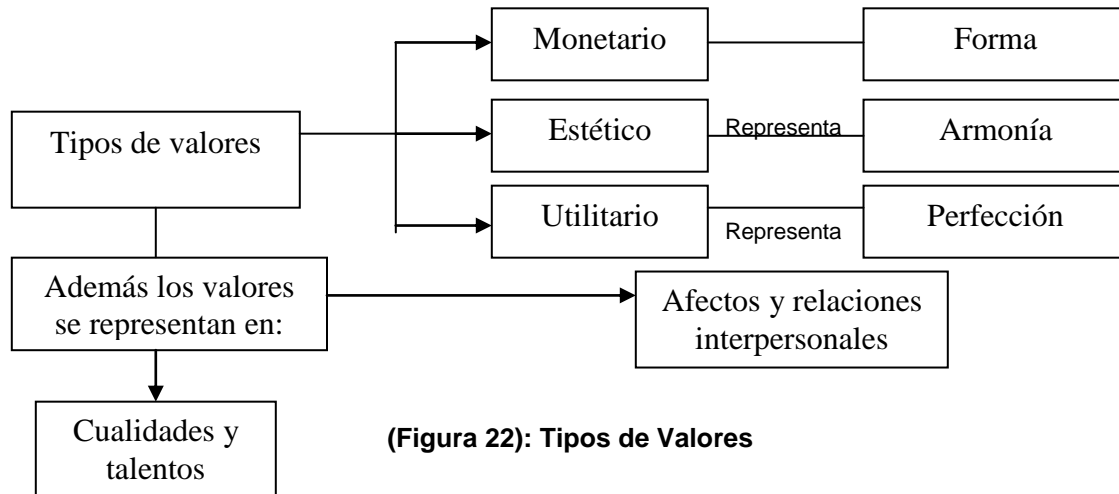 Monetario
Forma
Tipos de valores
Estético
Representa
Armonía
Utilitario
Representa
Perfección
Además los valores
se representan en:
Afectos y relaciones
interpersonales
Cualidades y
talentos
(Figura 22): Tipos de Valores